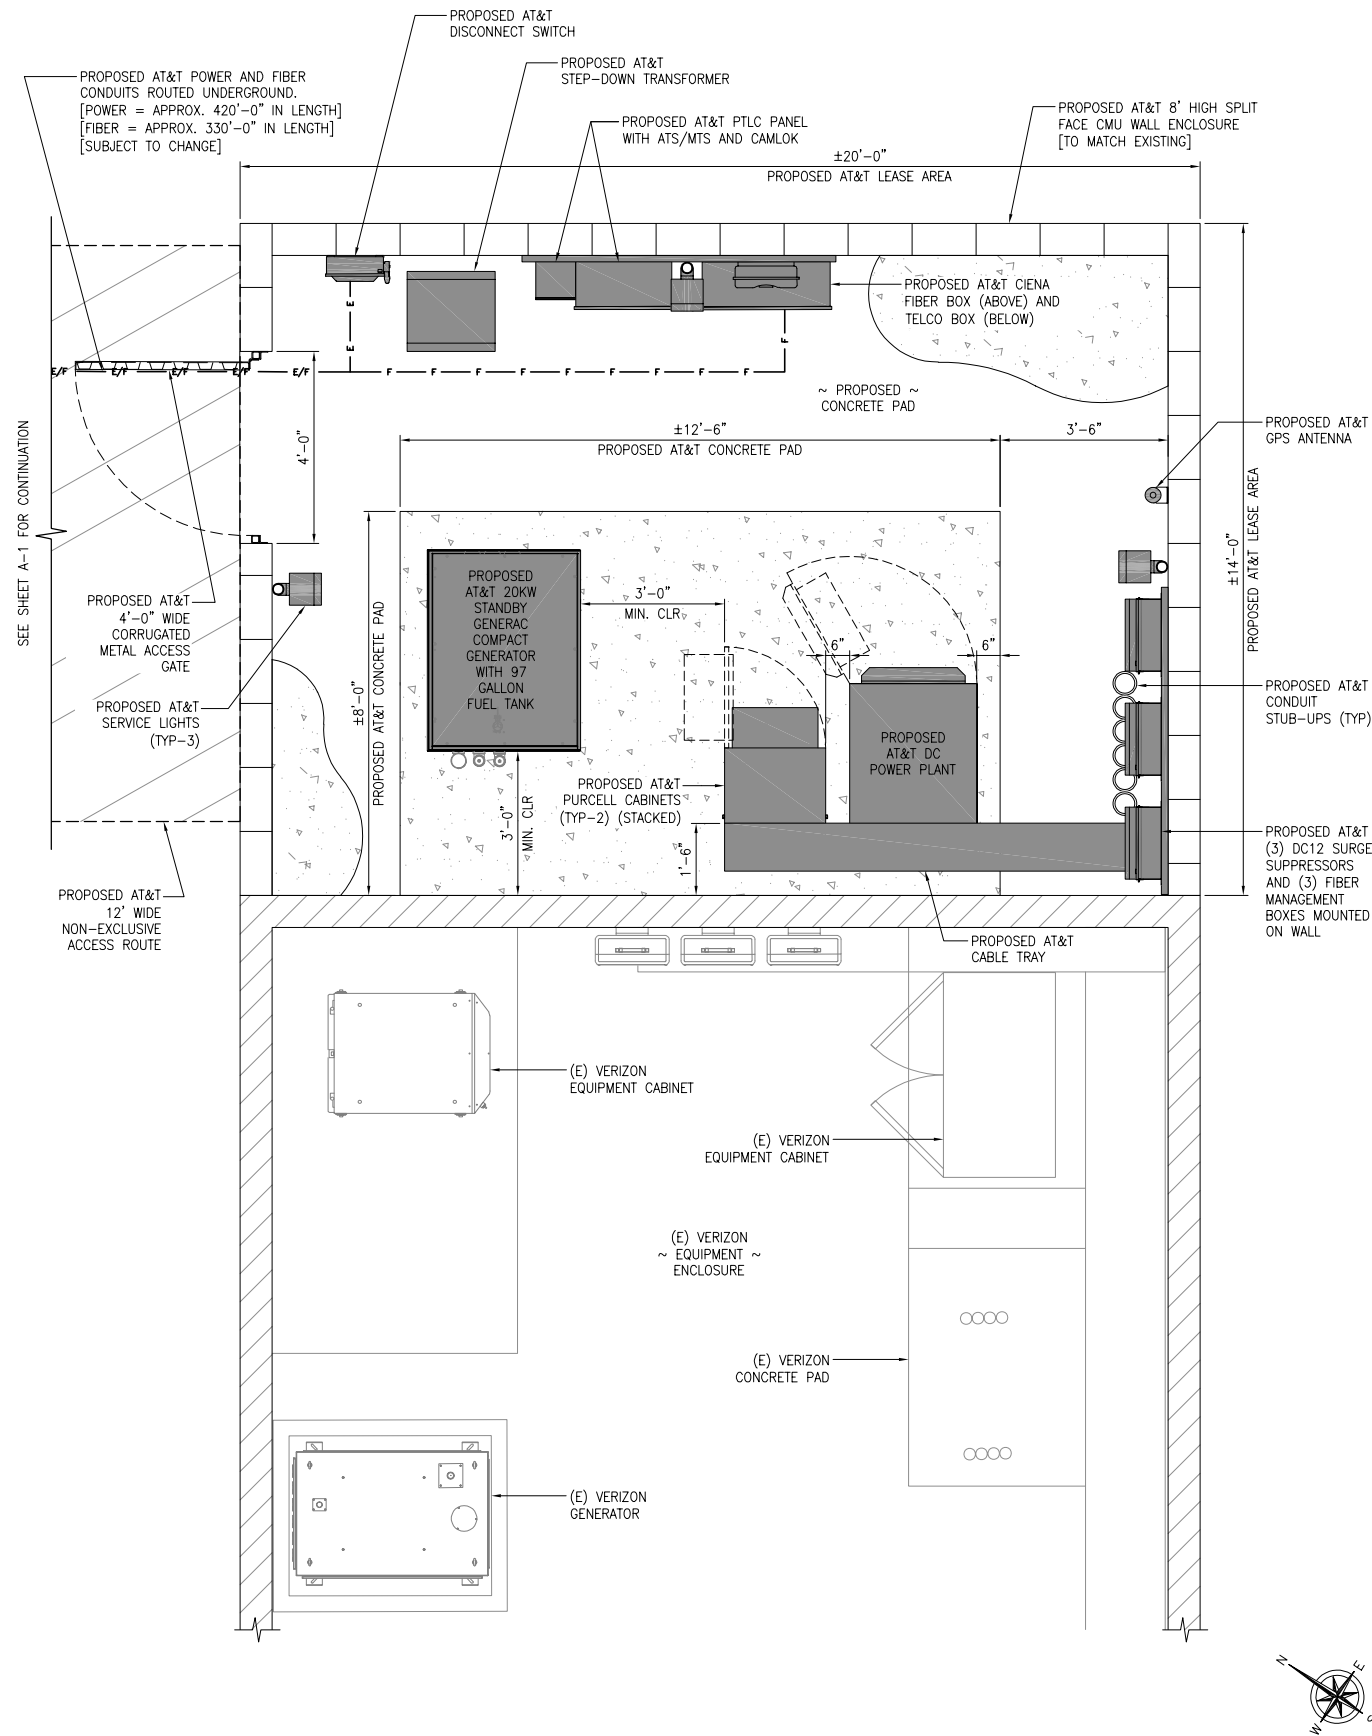 PROPOSED AT&T
DISCONNECT SWITCH
PROPOSED AT&T
STEP-DOWN TRANSFORMER
PROPOSED AT&T POWER AND FIBER
CONDUITS ROUTED UNDERGROUND.
[POWER = APPROX. 420'-0" IN LENGTH]
[FIBER = APPROX. 330'-0" IN LENGTH]
[SUBJECT TO CHANGE]
PROPOSED AT&T PTLC PANEL
WITH ATS/MTS AND CAMLOK
PROPOSED AT&T 8' HIGH SPLIT
FACE CMU WALL ENCLOSURE
[TO MATCH EXISTING]
±20'-0"
PROPOSED AT&T LEASE AREA
PROPOSED AT&T CIENA
FIBER BOX (ABOVE) AND
TELCO BOX (BELOW)
E
E
F
E/F
E/F
E/F
E/F
E/F
F
F
F
F
F
F
F
F
F
~ PROPOSED ~
CONCRETE PAD
SEE SHEET A-1 FOR CONTINUATION
4'-0"
±12'-6"
PROPOSED AT&T CONCRETE PAD
3'-6"
PROPOSED AT&T
GPS ANTENNA
±14'-0"
PROPOSED AT&T LEASE AREA
PROPOSED AT&T
4'-0" WIDE
CORRUGATED
METAL ACCESS
GATE
PROPOSED
AT&T 20KW
STANDBY
GENERAC
COMPACT
GENERATOR
WITH 97
GALLON
FUEL TANK
3'-0"
MIN. CLR
6"
6"
±8'-0"
PROPOSED AT&T CONCRETE PAD
PROPOSED AT&T
SERVICE LIGHTS
(TYP-3)
PROPOSED AT&T
CONDUIT
STUB-UPS (TYP)
PROPOSED
AT&T DC
POWER PLANT
PROPOSED AT&T
PURCELL CABINETS
(TYP-2) (STACKED)
3'-0"
MIN. CLR
1'-6"
PROPOSED AT&T
(3) DC12 SURGE
SUPPRESSORS
AND (3) FIBER
MANAGEMENT
BOXES MOUNTED
ON WALL
PROPOSED AT&T
12' WIDE
NON-EXCLUSIVE
ACCESS ROUTE
PROPOSED AT&T
CABLE TRAY
(E) VERIZON
EQUIPMENT CABINET
(E) VERIZON
EQUIPMENT CABINET
(E) VERIZON
~ EQUIPMENT ~
ENCLOSURE
(E) VERIZON
CONCRETE PAD
(E) VERIZON
GENERATOR
N
E
W
S